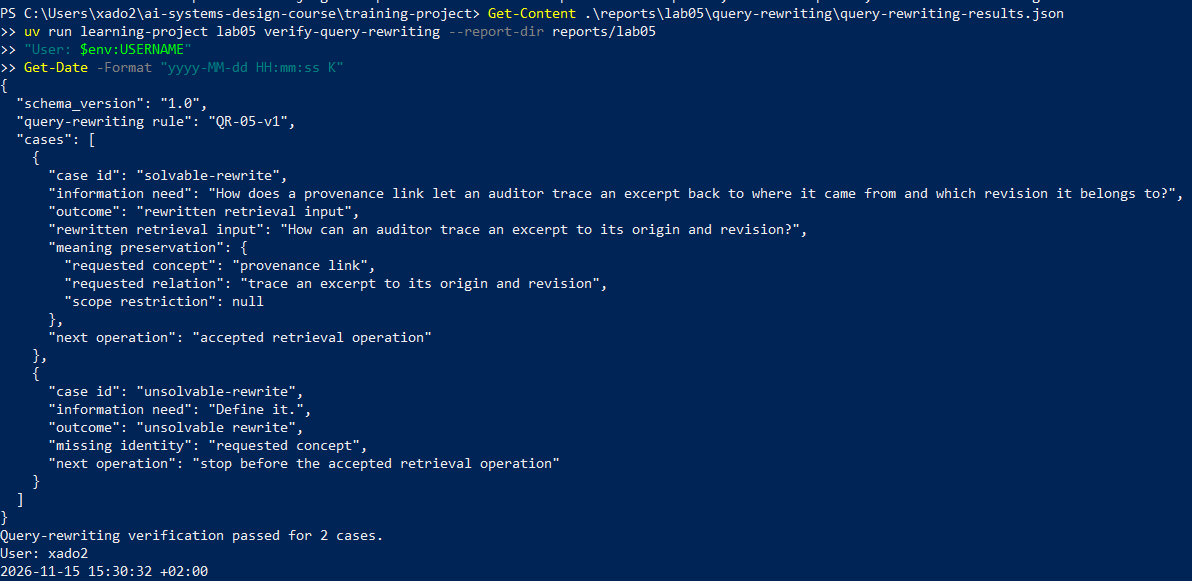 PS C:\Users\xado2\ai-systems-design-course\training-project> Get-Content .\reports\lab05\query-rewriting\query-rewriting-results.json
>> uv run learning-project lab05 verify-query-rewriting --report-dir reports/lab05
>> "User: $env:USERNAME"
>> Get-Date -Format "yyyy-MM-dd HH:mm:ss K"
{
  "schema_version": "1.0",
  "query-rewriting rule": "QR-05-v1",
  "cases": [
    {
      "case id": "solvable-rewrite",
      "information need": "How does a provenance link let an auditor trace an excerpt back to where it came from and which revision it belongs to?",
      "outcome": "rewritten retrieval input",
      "rewritten retrieval input": "How can an auditor trace an excerpt to its origin and revision?",
      "meaning preservation": {
        "requested concept": "provenance link",
        "requested relation": "trace an excerpt to its origin and revision",
        "scope restriction": null
      },
      "next operation": "accepted retrieval operation"
    },
    {
      "case id": "unsolvable-rewrite",
      "information need": "Define it.",
      "outcome": "unsolvable rewrite",
      "missing identity": "requested concept",
      "next operation": "stop before the accepted retrieval operation"
    }
  ]
}
Query-rewriting verification passed for 2 cases.
User: xado2
2026-11-15 15:30:32 +02:00